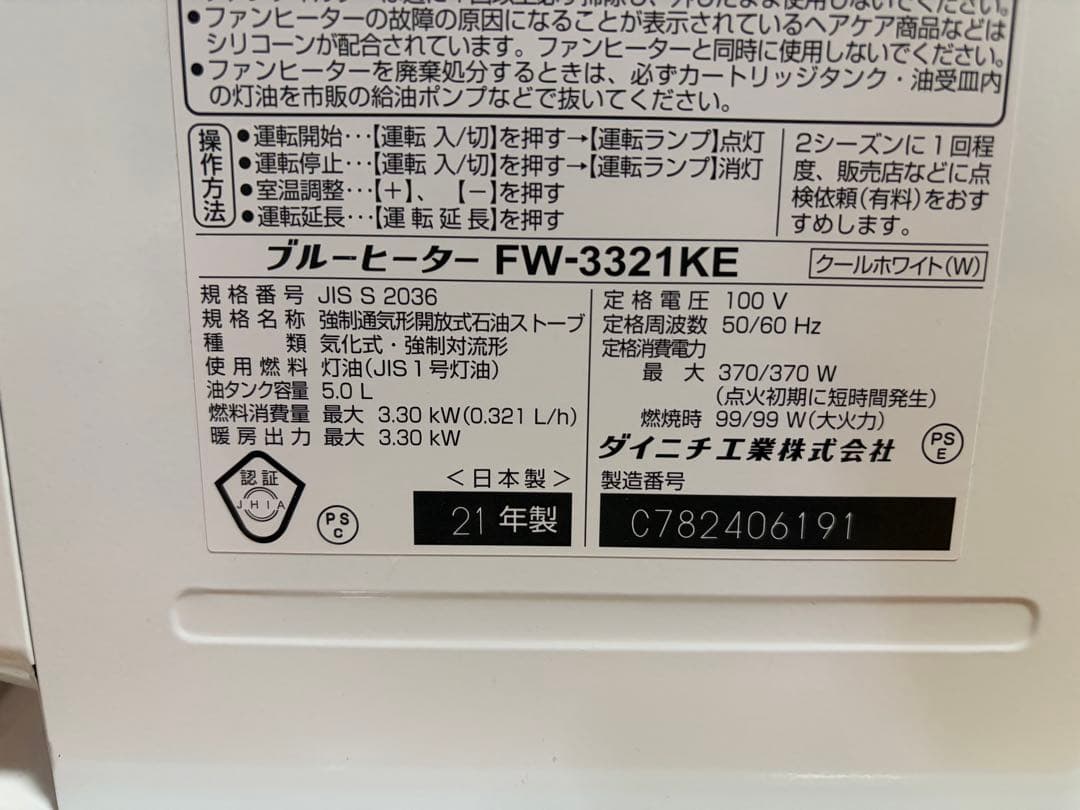 ●ファンヒーターの故障の原因になることが表示されているヘアケア商品などは
シリコーンが配合されています。ファンヒーターと同時に使用しないでください。
●ファンヒーターを廃棄処分するときは、必ずカートリッジタンク・油受皿内
の灯油を市販の給油ポンプなどで抜いてください。
操作方法
●運転開始…【運転 入/切】を押す→【運転ランプ】点灯
●運転停止…【運転 入/切】を押す→【運転ランプ】消灯
●室温調整…【+】、【-】を押す
●運転延長…【運転延長】を押す
2シーズンに1回程
度、販売店などに点
検依頼(有料)をおす
すめします。
ブルーヒーター FW-3321KE
クールホワイト(W)
規格番号 JIS S 2036
規格名称 強制通気形開放式石油ストーブ
種類 気化式・強制対流形
使用燃料 灯油(JIS1号灯油)
油タンク容量 5.0 L
燃料消費量 最大 3.30 kW(0.321 L/h)
暖房出力 最大 3.30 kW
定格電圧 100 V
定格周波数 50/60 Hz
定格消費電力
最大 370/370 W
(点火初期に短時間発生)
燃焼時 99/99 W(大火力)
ダイニチ工業株式会社
PS
E
認証
JHIA
PS
C
<日本製>
21年製
製造番号
C782406191